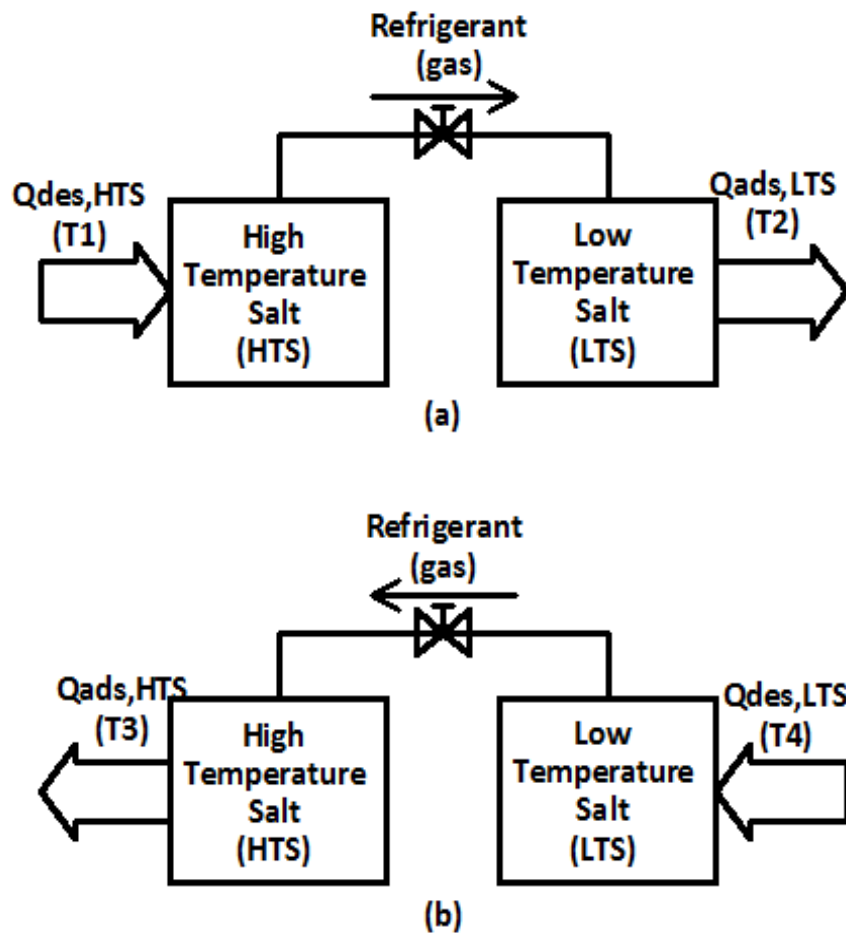 Refrigerant
(gas)
Qdes,HTS
(T1)
High
Temperature
Salt
(HTS)
Low
Temperature
Salt
(LTS)
Qads,LTS
(T2)
(a)
Refrigerant
(gas)
Qads,HTS
(T3)
High
Temperature
Salt
(HTS)
Low
Temperature
Salt
(LTS)
Qdes,LTS
(T4)
(b)